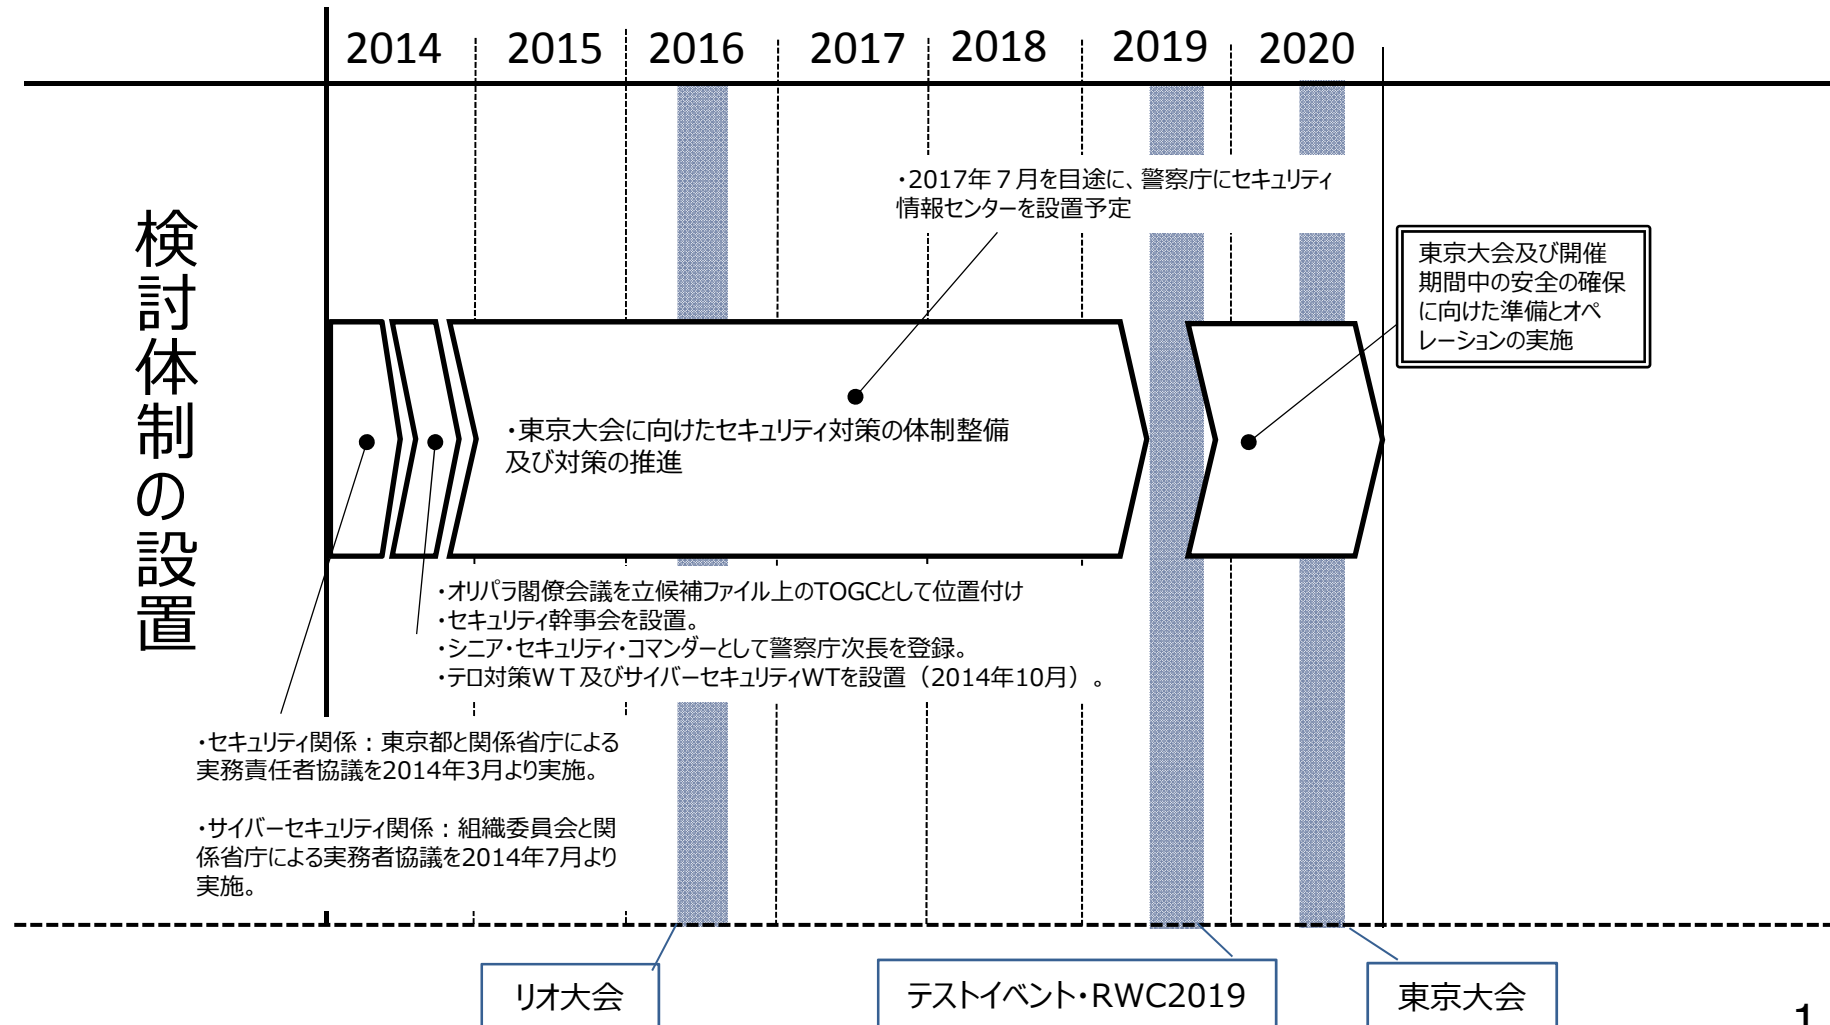 2014 2015 2016 2017 2018 2019 2020
検討体制の設置
・2017年７月を目途に、警察庁にセキュリティ
情報センターを設置予定
東京大会及び開催
期間中の安全の確保
に向けた準備とオペ
レーションの実施
・東京大会に向けたセキュリティ対策の体制整備
及び対策の推進
・オリパラ閣僚会議を立候補ファイル上のTOGCとして位置付け
・セキュリティ幹事会を設置。
・シニア・セキュリティ・コマンダーとして警察庁次長を登録。
・テロ対策WＴ及びサイバーセキュリティWTを設置（2014年10月）。
・セキュリティ関係：東京都と関係省庁による
実務責任者協議を2014年3月より実施。
・サイバーセキュリティ関係：組織委員会と関
係省庁による実務者協議を2014年7月より
実施。
リオ大会
テストイベント・RWC2019
東京大会
1